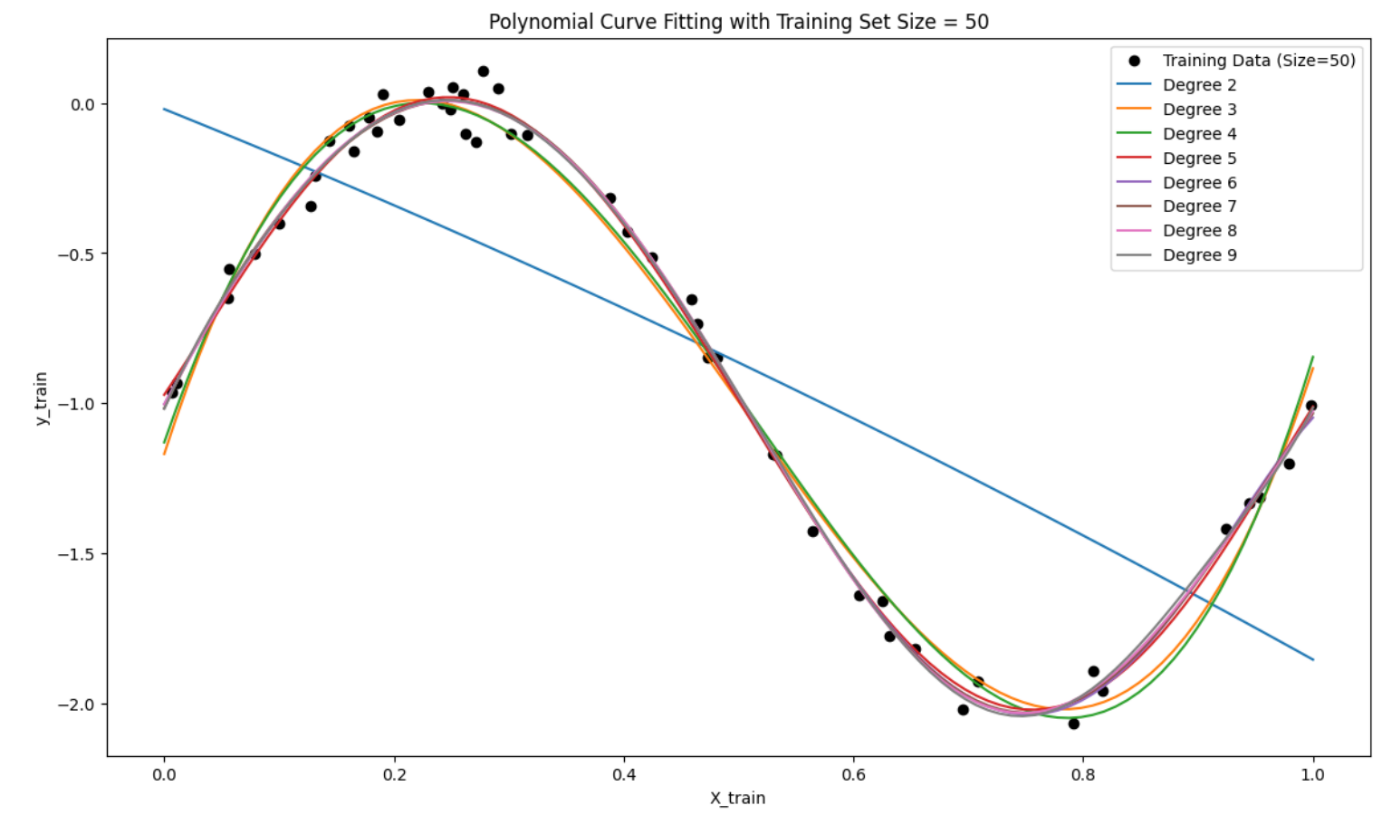 Polynomial Curve Fitting with Training Set Size = 50
Training Data (Size=50)
Degree 2
Degree 3
Degree 4
Degree 5
Degree 6
Degree 7
Degree 8
Degree 9
y_train
0.0
−0.5
−1.0
−1.5
−2.0
0.0 0.2 0.4 0.6 0.8 1.0
X_train